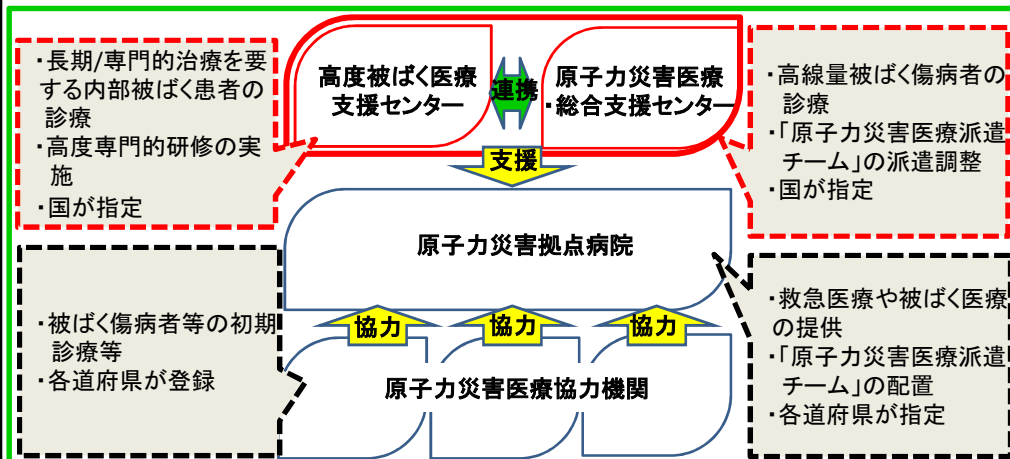 ・長期/専門的治療を要
する内部被ばく患者の
診療
・高度専門的研修の実
施
・国が指定
高度被ばく医療
支援センター
連携
原子力災害医療
・総合支援センター
・高線量被ばく傷病者の
診療
・「原子力災害医療派遣
チーム」の派遣調整
・国が指定
支援
原子力災害拠点病院
協力
協力
協力
・被ばく傷病者等の初期
診療等
・各道府県が登録
原子力災害医療協力機関
・救急医療や被ばく医療
の提供
・「原子力災害医療派遣
チーム」の配置
・各道府県が指定